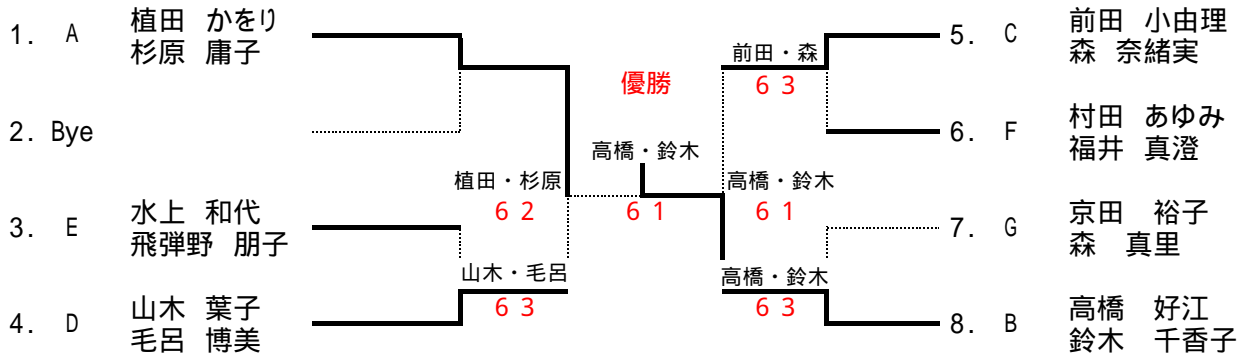 1. A 植田 かをり
杉原 庸子
2. Bye
3. E 水上 和代
飛弾野 朋子
4. D 山木 葉子
毛呂 博美
植田・杉原
6 2
山木・毛呂
6 3
優勝
高橋・鈴木
6 1
前田・森
6 3
高橋・鈴木
6 1
高橋・鈴木
6 3
5. C 前田 小由理
森 奈緒実
6. F 村田 あゆみ
福井 真澄
7. G 京田 裕子
森 真里
8. B 高橋 好江
鈴木 千香子